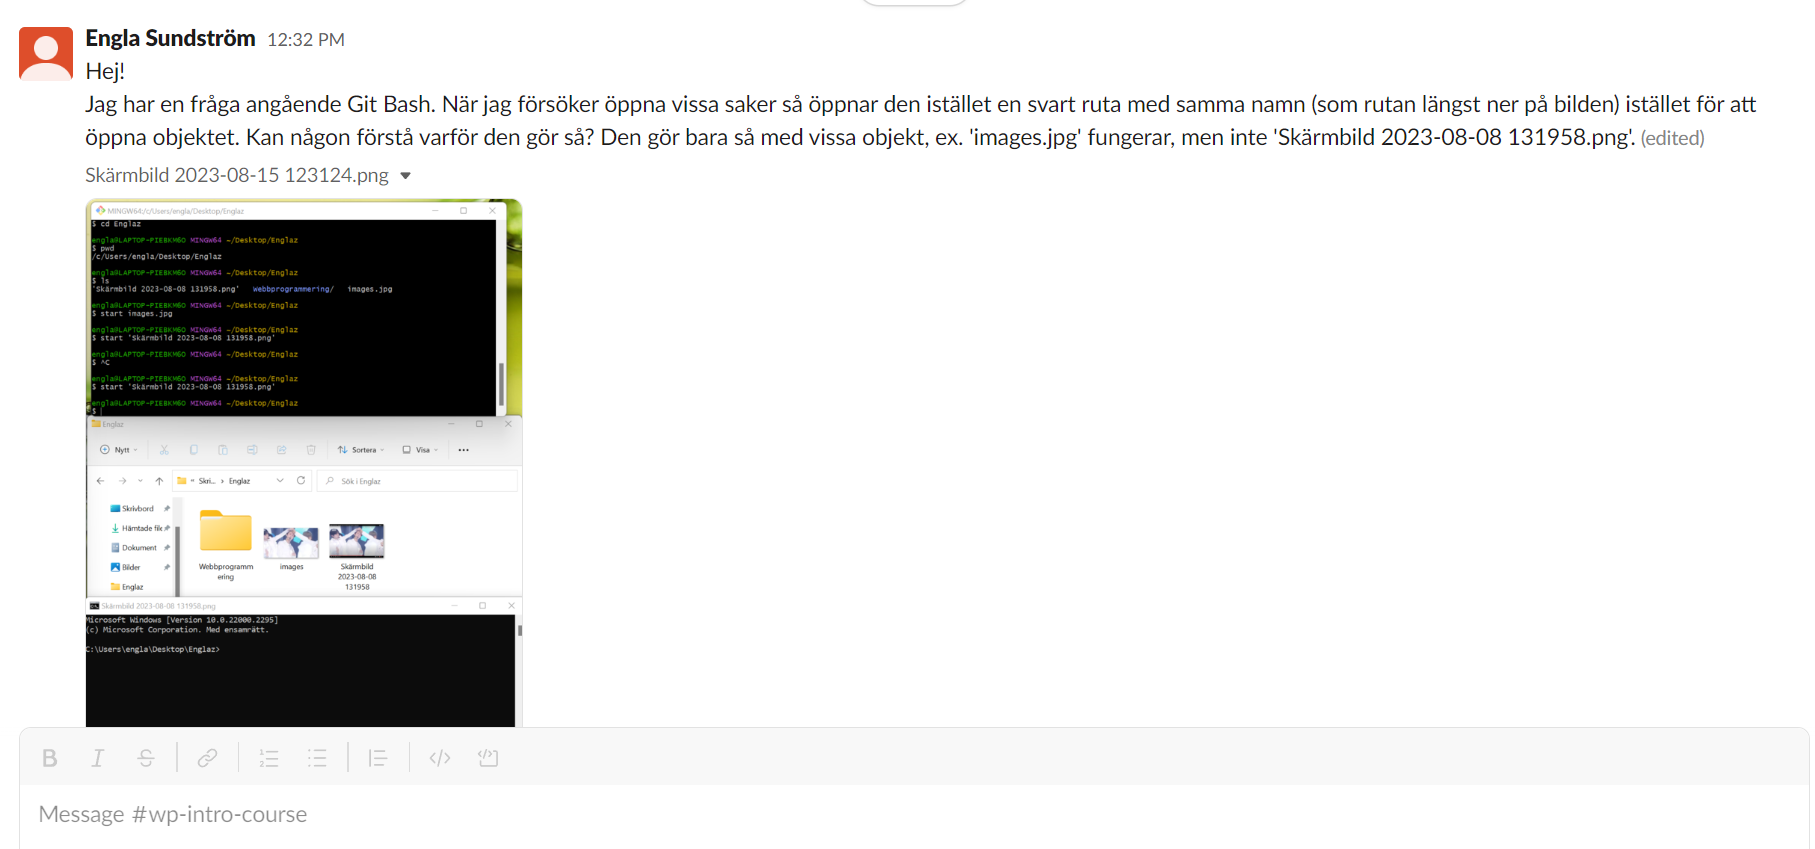 Engla Sundström 12:32 PM
Hej!
Jag har en fråga angående Git Bash. När jag försöker öppna vissa saker så öppnar den istället en svart ruta med samma namn (som rutan längst ner på bilden) istället för att
öppna objektet. Kan någon förstå varför den gör så? Den gör bara så med vissa objekt, ex. 'images.jpg' fungerar, men inte 'Skärmbild 2023-08-08 131958.png'. (edited)
Skärmbild 2023-08-15 123124.png
MINGW64:/c/Users/engla/Desktop/Englaz
$ cd Englaz
engla@LAPTOP-PIEBKM60 MINGW64 ~/Desktop/Englaz
$ pwd
/c/Users/engla/Desktop/Englaz
engla@LAPTOP-PIEBKM60 MINGW64 ~/Desktop/Englaz
$ ls
'Skärmbild 2023-08-08 131958.png' Webbprogrammering/ images.jpg
engla@LAPTOP-PIEBKM60 MINGW64 ~/Desktop/Englaz
$ start images.jpg
engla@LAPTOP-PIEBKM60 MINGW64 ~/Desktop/Englaz
$ start 'Skärmbild 2023-08-08 131958.png'
engla@LAPTOP-PIEBKM60 MINGW64 ~/Desktop/Englaz
$ ^C
engla@LAPTOP-PIEBKM60 MINGW64 ~/Desktop/Englaz
$ start 'Skärmbild 2023-08-08 131958.png'
engla@LAPTOP-PIEBKM60 MINGW64 ~/Desktop/Englaz
$
Englaz
Nytt Sortera Visa
« Skri... › Englaz Sök i Englaz
Skrivbord
Hämtade file
Dokument
Bilder
Englaz
Webbprogramm
ering
images
Skärmbild
2023-08-08
131958
Skärmbild 2023-08-08 131958.png
Microsoft Windows [Version 10.0.22000.2295]
(c) Microsoft Corporation. Med ensamrätt.
C:\Users\engla\Desktop\Englaz>
B I S
Message #wp-intro-course